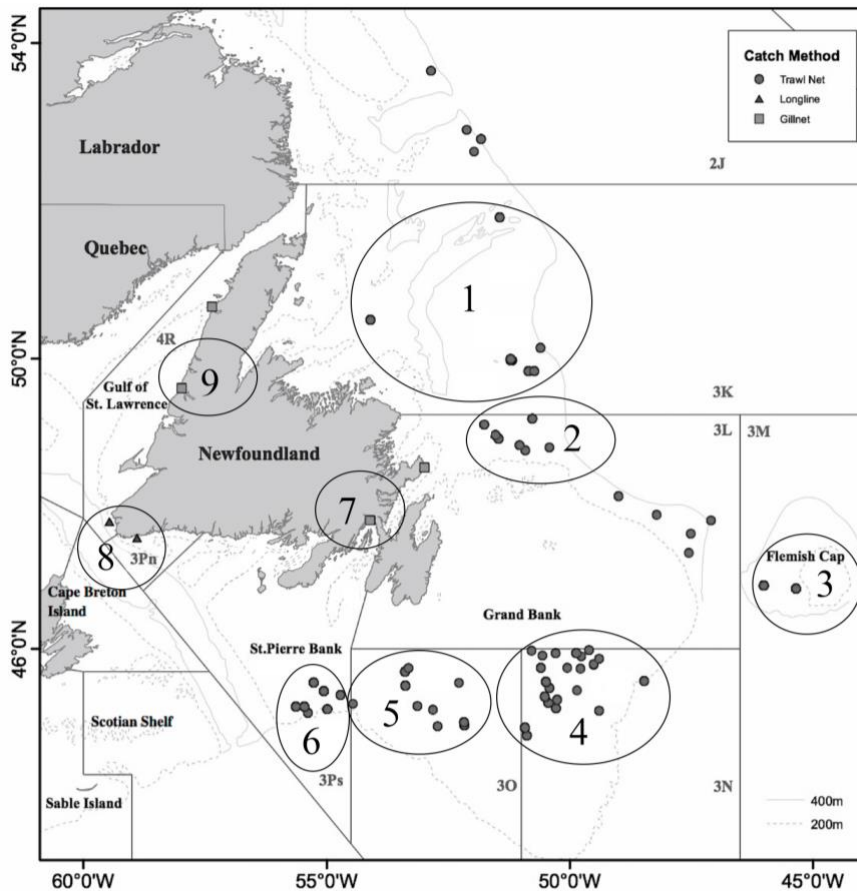 54°0'N
50°0'N
46°0'N
Catch Method
Trawl Net
Longline
Gillnet
Labrador
2J
Quebec
1
4R
9
Gulf of
St. Lawrence
3K
3L
3M
2
Newfoundland
7
8
3Pn
Flemish Cap
3
Cape Breton
Island
Grand Bank
St.Pierre Bank
5
4
6
Scotian Shelf
3Ps
3O
3N
Sable Island
400m
200m
60°0'W
55°0'W
50°0'W
45°0'W